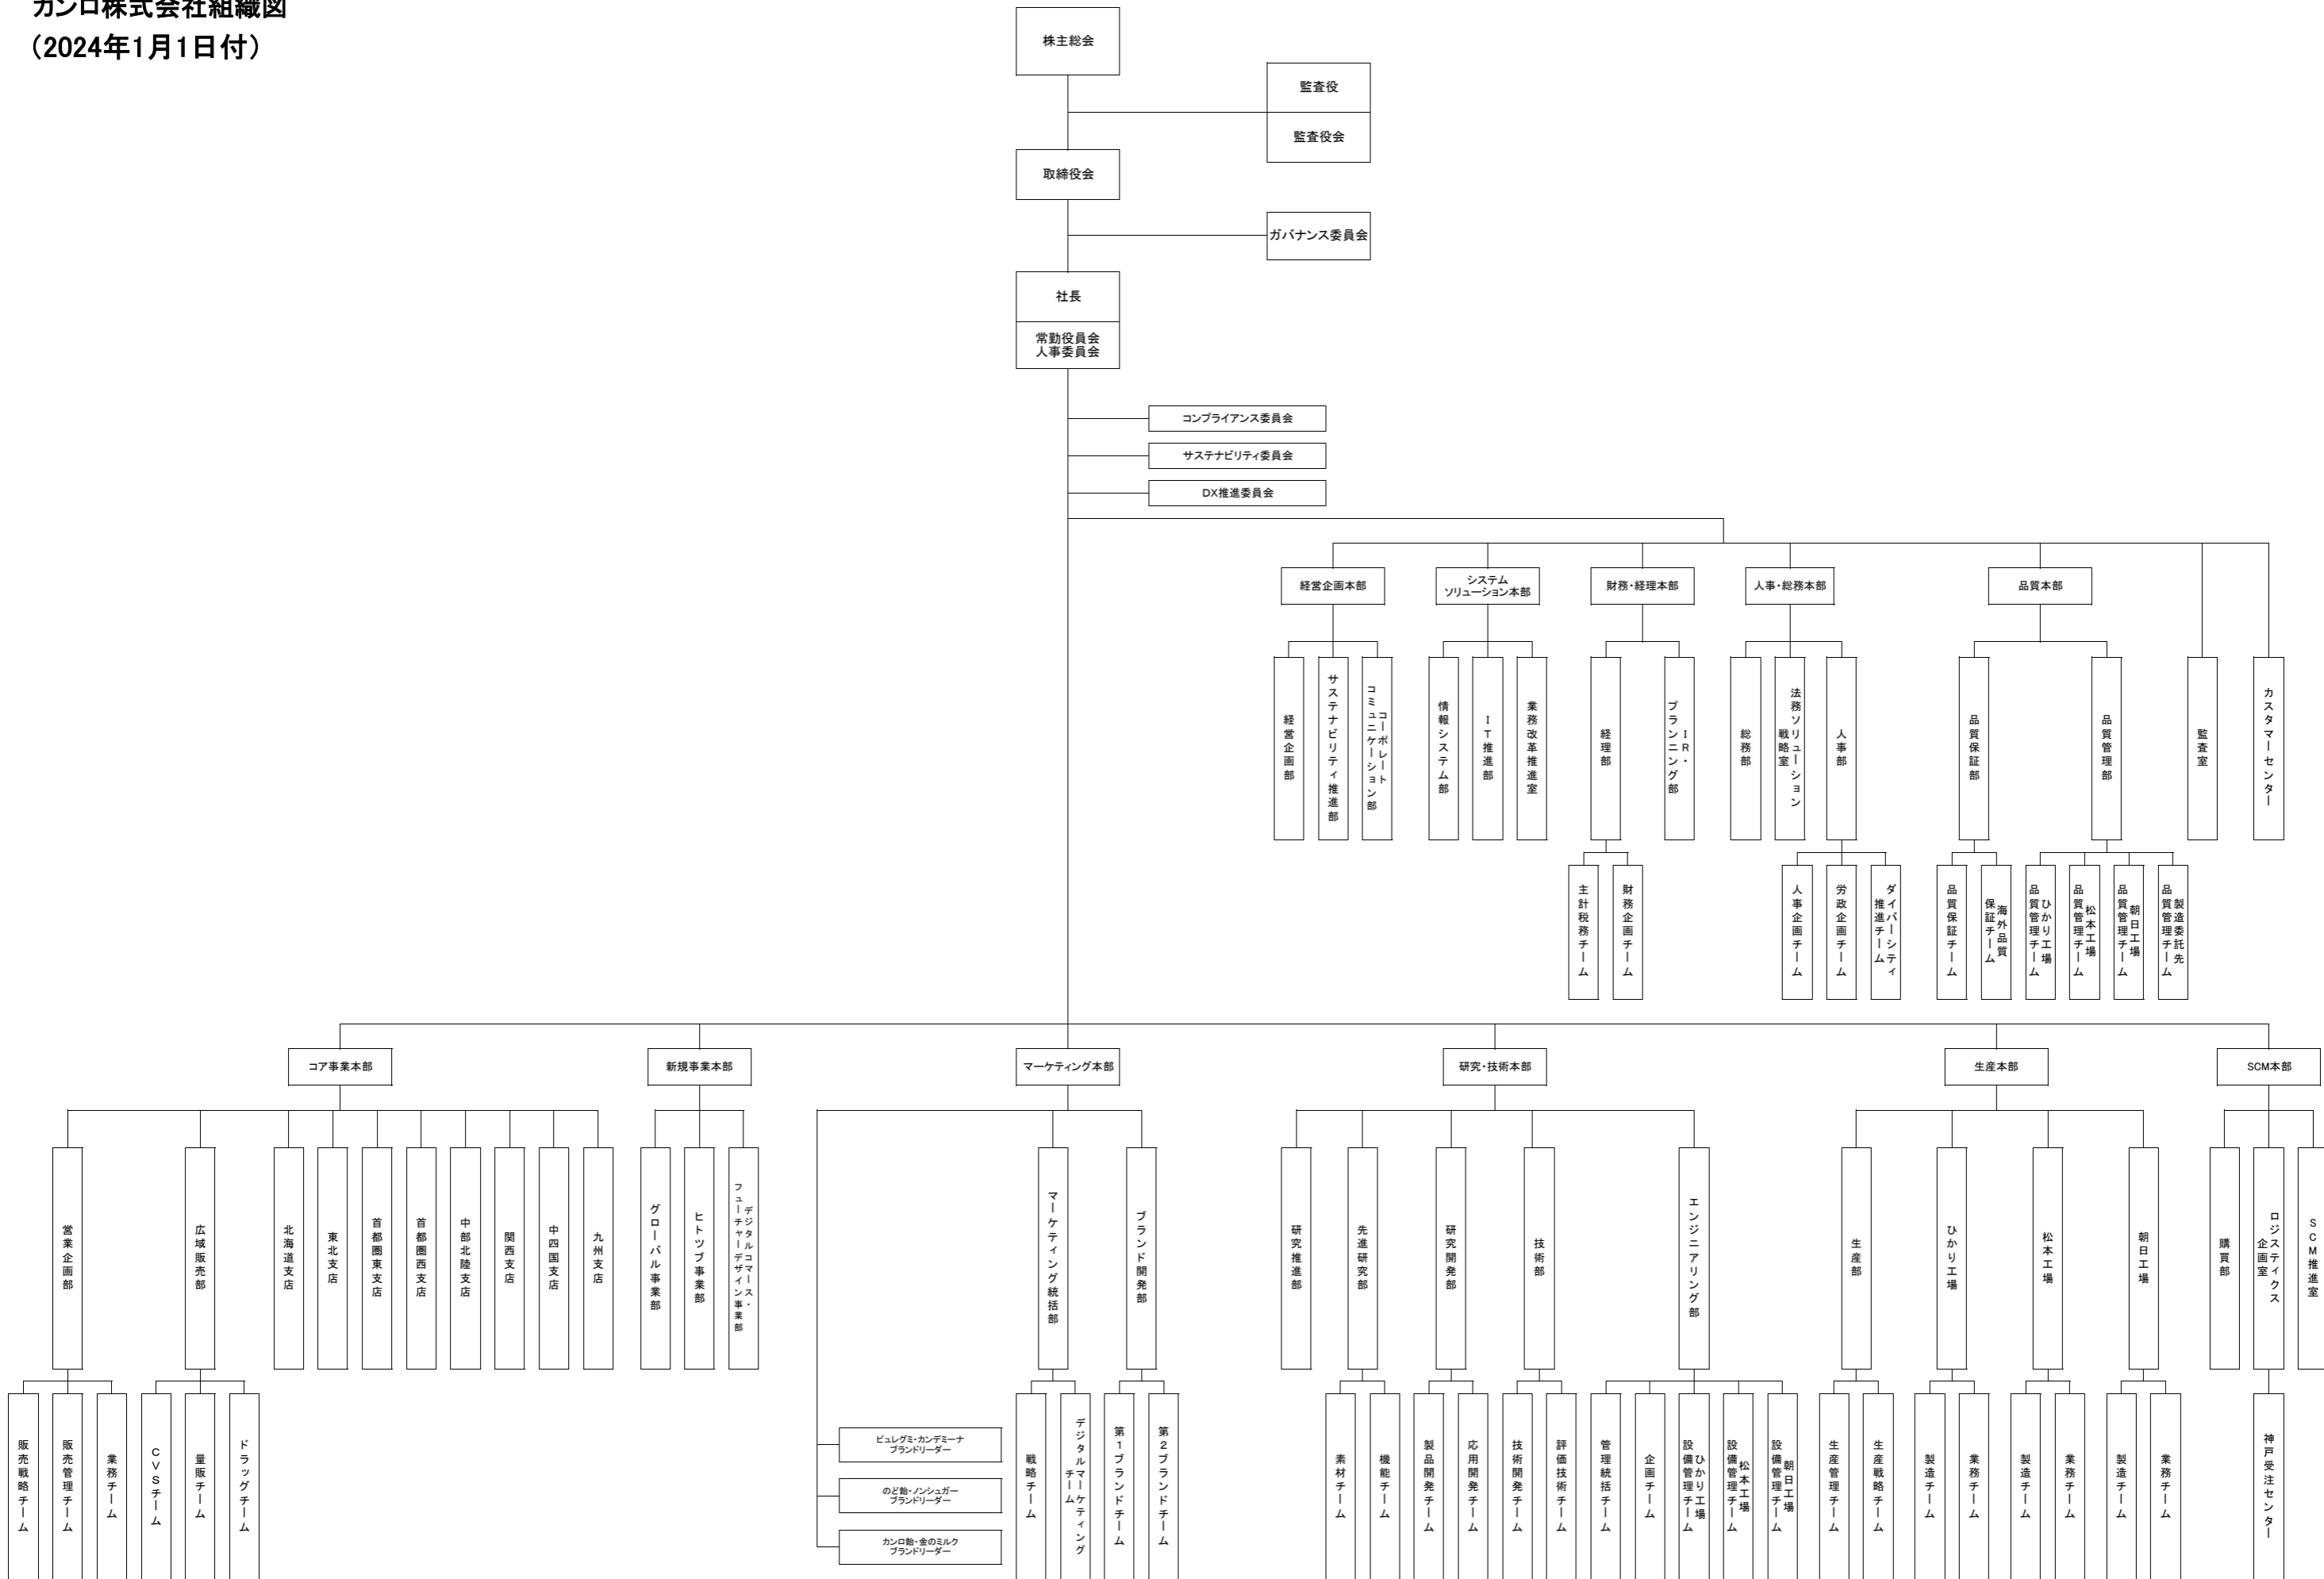 カンロ株式会社組織図
（2024年1月1日付）
株主総会
監査役
監査役会
取締役会
ガバナンス委員会
社長
常勤役員会
人事委員会
コンプライアンス委員会
サステナビリティ委員会
DX推進委員会
経営企画本部
システム
ソリューション本部
財務・経理本部
人事・総務本部
品質本部
経営企画部
サステナビリティ推進部
コーポレート
コミュニケーション部
情報システム部
IT推進部
業務改革推進室
経理部
IR・
プランニング部
総務部
法務ソリューション
戦略室
人事部
品質保証部
品質管理部
監査室
カスタマーセンター
主計税務チーム
財務企画チーム
人事企画チーム
労政企画チーム
ダイバーシティ
推進チーム
品質保証チーム
海外品質
保証チーム
ひかり工場
品質管理チーム
松本工場
品質管理チーム
朝日工場
品質管理チーム
製造委託先
品質管理チーム
コア事業本部
新規事業本部
マーケティング本部
研究・技術本部
生産本部
SCM本部
営業企画部
広域販売部
北海道支店
東北支店
首都圏東支店
首都圏西支店
中部北陸支店
関西支店
中四国支店
九州支店
グローバル事業部
ヒトツブ事業部
デジタルコマース・
フューチャーデザイン事業部
マーケティング統括部
ブランド開発部
研究推進部
先進研究部
研究開発部
技術部
エンジニアリング部
生産部
ひかり工場
松本工場
朝日工場
購買部
ロジスティクス
企画室
SCM推進室
販売戦略チーム
販売管理チーム
業務チーム
CVSチーム
量販チーム
ドラッグチーム
ピュレグミ・カンデミーナ
ブランドリーダー
のど飴・ノンシュガー
ブランドリーダー
カンロ飴・金のミルク
ブランドリーダー
戦略チーム
デジタルマーケティング
チーム
第1ブランドチーム
第2ブランドチーム
素材チーム
機能チーム
製品開発チーム
応用開発チーム
技術開発チーム
評価技術チーム
管理統括チーム
企画チーム
ひかり工場
設備管理チーム
松本工場
設備管理チーム
朝日工場
設備管理チーム
生産管理チーム
生産戦略チーム
製造チーム
業務チーム
製造チーム
業務チーム
製造チーム
業務チーム
神戸受注センター